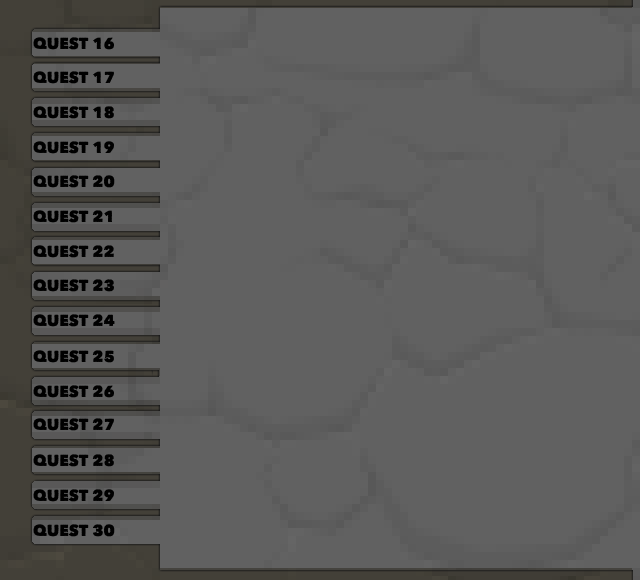 QUEST 16
QUEST 17
QUEST 18
QUEST 19
QUEST 20
QUEST 21
QUEST 22
QUEST 23
QUEST 24
QUEST 25
QUEST 26
QUEST 27
QUEST 28
QUEST 29
QUEST 30